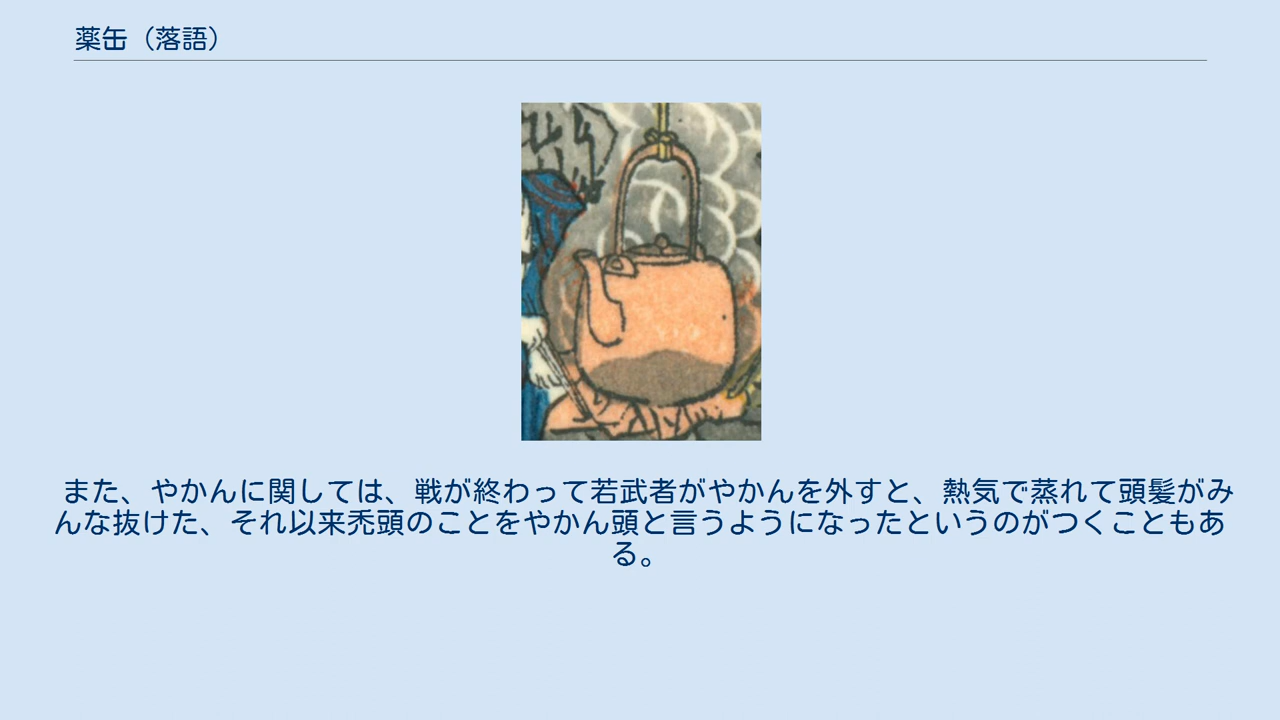 薬缶（落語）
また、やかんに関しては、戦が終わって若武者がやかんを外すと、熱気で蒸れて頭髪がみ
んな抜けた、それ以来禿頭のことをやかん頭と言うようになったというのがつくこともあ
る。